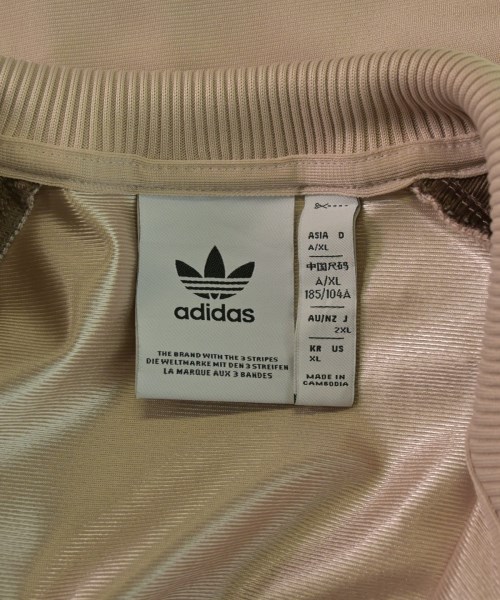 adidas
THE BRAND WITH THE 3 STRIPES
DIE WELTMARKE MIT DEN 3 STREIFEN
LA MARQUE AUX 3 BANDES
ASIA D
A/XL
中国尺码
A/XL
185/104A
AU/NZ J
2XL
KR US
XL
MADE IN
CAMBODIA